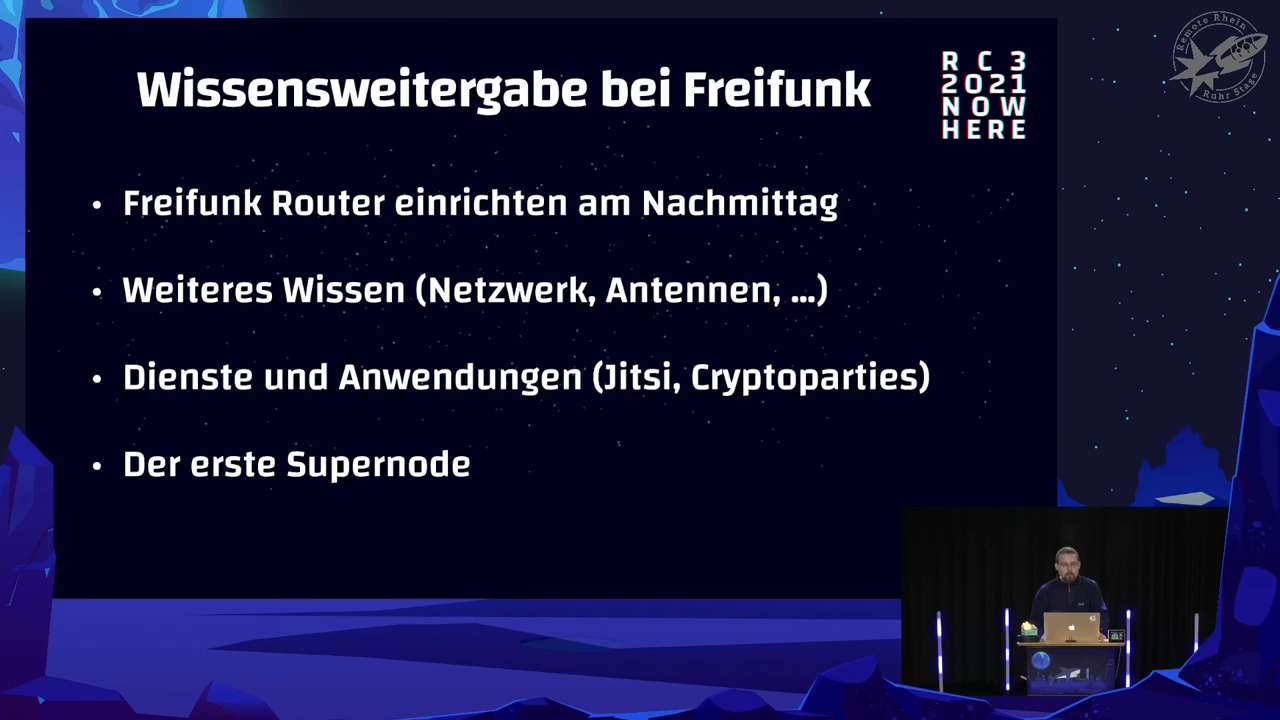 Wissensweitergabe bei Freifunk
R C 3
2021
NOW
HERE
Remote Rhein
Ruhr Stage
• Freifunk Router einrichten am Nachmittag
• Weiteres Wissen (Netzwerk, Antennen, ...)
• Dienste und Anwendungen (Jitsi, Cryptoparties)
• Der erste Supernode